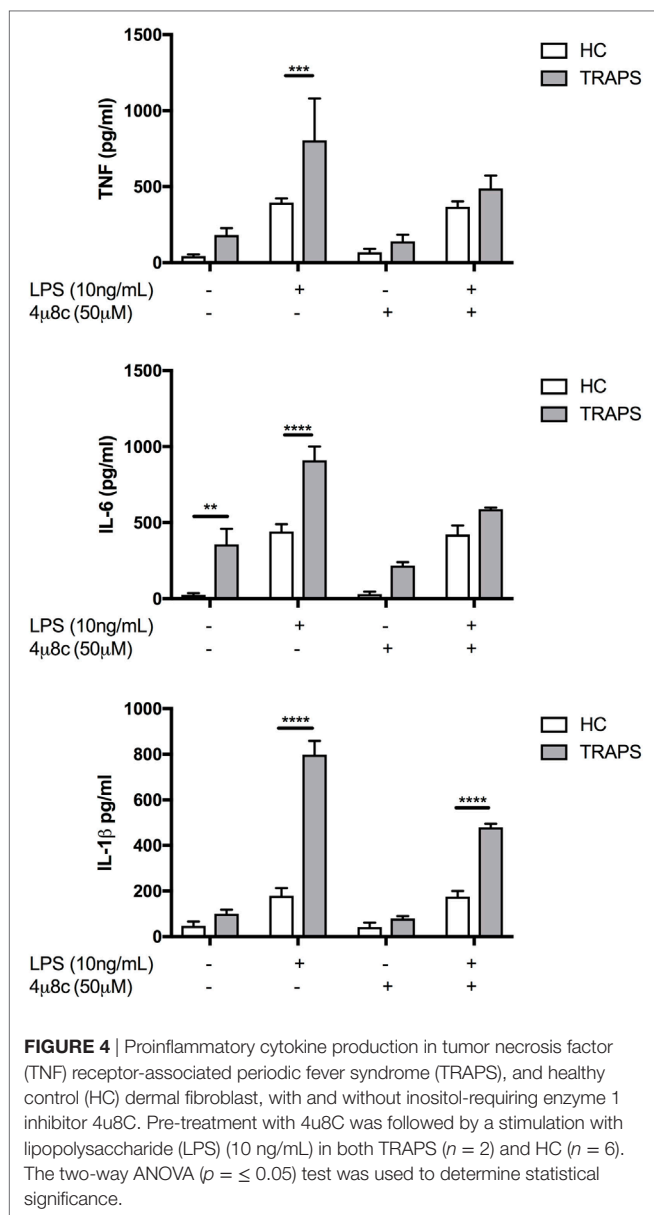 1500
1000
500
0
TNF (pg/ml)
***
HC
TRAPS
LPS (10ng/mL) - + - +
4µ8c (50µM) - - + +
1500
1000
500
0
IL-6 (pg/ml)
**
****
HC
TRAPS
LPS (10ng/mL) - + - +
4µ8c (50µM) - - + +
1000
800
600
400
200
0
IL-1β pg/ml
****
****
HC
TRAPS
LPS (10ng/mL) - + - +
4µ8c (50µM) - - + +
FIGURE 4 | Proinflammatory cytokine production in tumor necrosis factor
(TNF) receptor-associated periodic fever syndrome (TRAPS), and healthy
control (HC) dermal fibroblast, with and without inositol-requiring enzyme 1
inhibitor 4u8C. Pre-treatment with 4u8C was followed by a stimulation with
lipopolysaccharide (LPS) (10 ng/mL) in both TRAPS (n = 2) and HC (n = 6).
The two-way ANOVA (p = ≤ 0.05) test was used to determine statistical
significance.